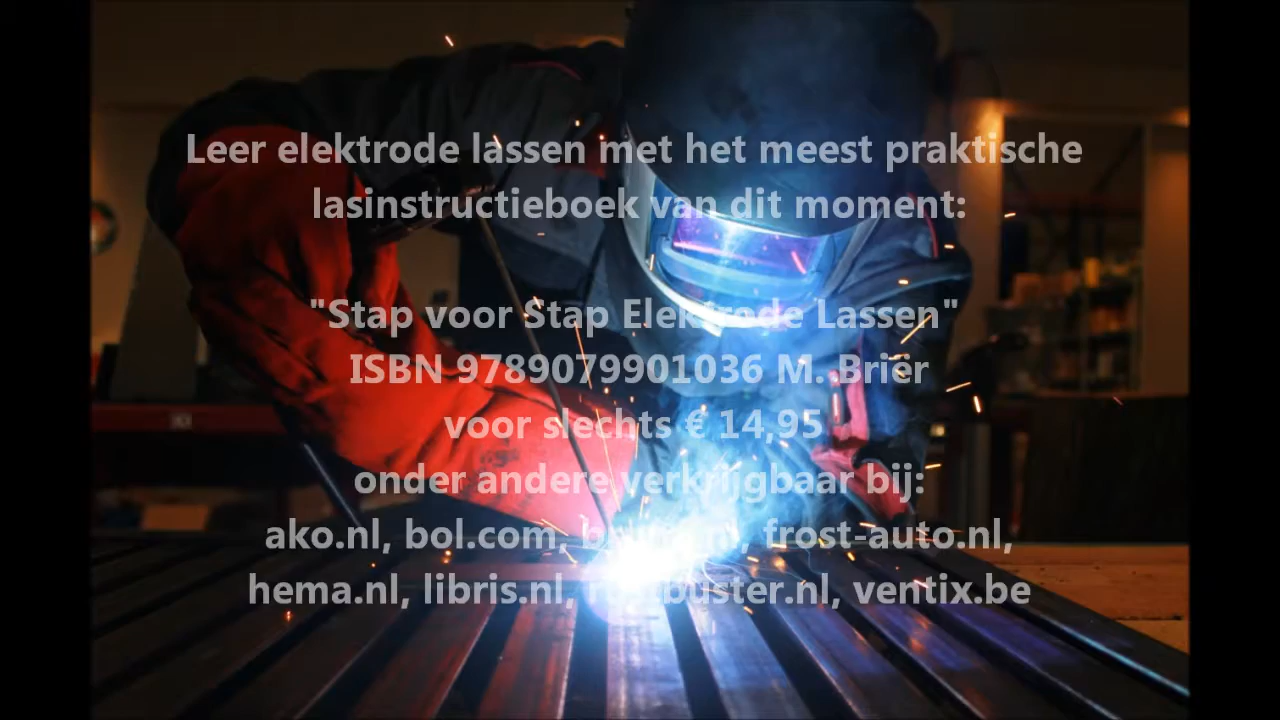 Leer elektrode lassen met het meest praktische
lasinstructieboek van dit moment:
"Stap voor Stap Elektrode Lassen"
ISBN 9789079901036 M. Brier
voor slechts € 14,95
onder andere verkrijgbaar bij:
ako.nl, bol.com, frost-auto.nl,
hema.nl, libris.nl, ventix.be